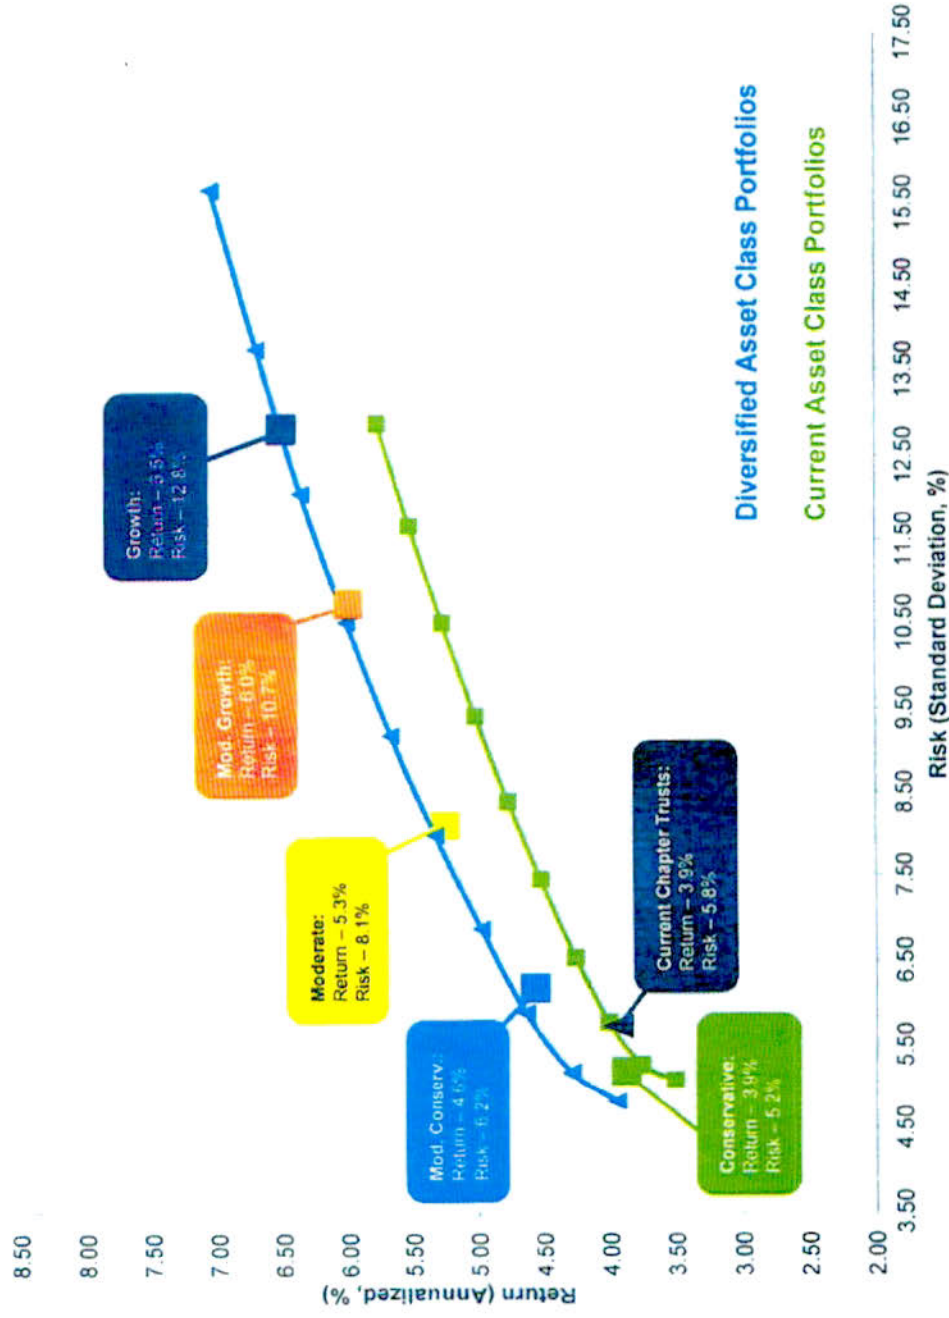 8.50
8.00
7.50
7.00
6.50
6.00
5.50
5.00
4.50
4.00
3.50
3.00
2.50
2.00
Return (Annualized, %)
Growth:
Return – 6.5%
Risk – 12.8%
Mod. Growth:
Return – 6.0%
Risk – 10.7%
Moderate:
Return – 5.3%
Risk – 8.1%
Mod. Conserv.:
Return – 4.6%
Risk – 6.2%
Current Chapter Trusts:
Return – 3.9%
Risk – 5.8%
Conservative:
Return – 3.9%
Risk – 5.2%
Diversified Asset Class Portfolios
Current Asset Class Portfolios
3.50 4.50 5.50 6.50 7.50 8.50 9.50 10.50 11.50 12.50 13.50 14.50 15.50 16.50 17.50
Risk (Standard Deviation, %)